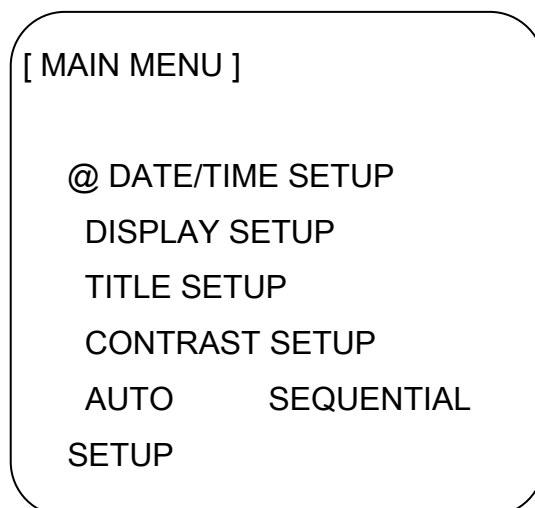 [ MAIN MENU ]
@ DATE/TIME SETUP
DISPLAY SETUP
TITLE SETUP
CONTRAST SETUP
AUTO SEQUENTIAL
SETUP